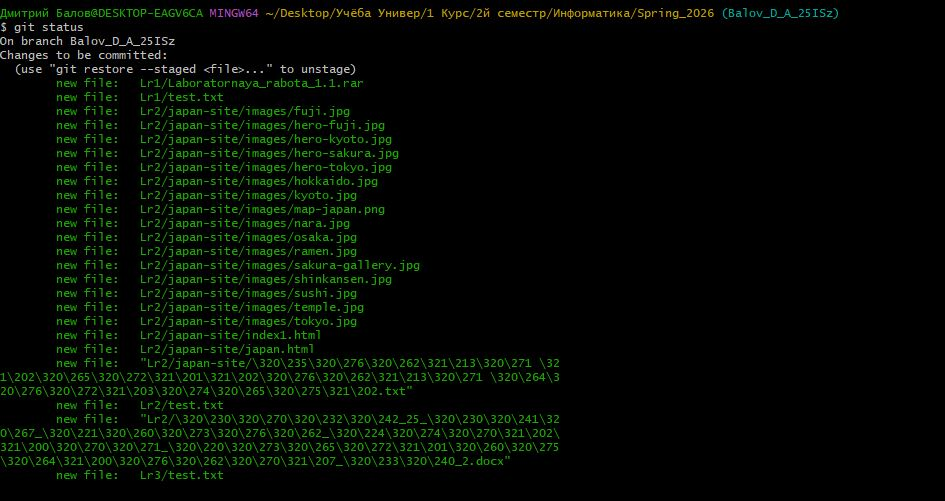 Дмитрий Балов@DESKTOP-EAGV6CA MINGW64 ~/Desktop/Учёба Универ/1 Курс/2й семестр/Информатика/Spring_2026 (Balov_D_A_25ISz)
$ git status
On branch Balov_D_A_25ISz
Changes to be committed:
  (use "git restore --staged <file>..." to unstage)
        new file:   Lr1/Laboratornaya_rabota_1.1.rar
        new file:   Lr1/test.txt
        new file:   Lr2/japan-site/images/fuji.jpg
        new file:   Lr2/japan-site/images/hero-fuji.jpg
        new file:   Lr2/japan-site/images/hero-kyoto.jpg
        new file:   Lr2/japan-site/images/hero-sakura.jpg
        new file:   Lr2/japan-site/images/hero-tokyo.jpg
        new file:   Lr2/japan-site/images/hokkaido.jpg
        new file:   Lr2/japan-site/images/kyoto.jpg
        new file:   Lr2/japan-site/images/map-japan.png
        new file:   Lr2/japan-site/images/nara.jpg
        new file:   Lr2/japan-site/images/osaka.jpg
        new file:   Lr2/japan-site/images/ramen.jpg
        new file:   Lr2/japan-site/images/sakura-gallery.jpg
        new file:   Lr2/japan-site/images/shinkansen.jpg
        new file:   Lr2/japan-site/images/sushi.jpg
        new file:   Lr2/japan-site/images/temple.jpg
        new file:   Lr2/japan-site/images/tokyo.jpg
        new file:   Lr2/japan-site/index1.html
        new file:   Lr2/japan-site/japan.html
        new file:   "Lr2/japan-site/\320\235\320\276\320\262\321\213\320\271 \32
1\202\320\265\320\272\321\201\321\202\320\276\320\262\321\213\320\271 \320\264\3
20\276\320\272\321\203\320\274\320\265\320\275\321\202.txt"
        new file:   Lr2/test.txt
        new file:   "Lr2/\320\230\320\270\320\232\320\242_25_\320\230\320\241\32
0\267_\320\221\320\260\320\273\320\276\320\262_\320\224\320\274\320\270\321\202\
321\200\320\270\320\271_\320\220\320\273\320\265\320\272\321\201\320\260\320\275
\320\264\321\200\320\276\320\262\320\270\321\207_\320\233\320\240_2.docx"
        new file:   Lr3/test.txt